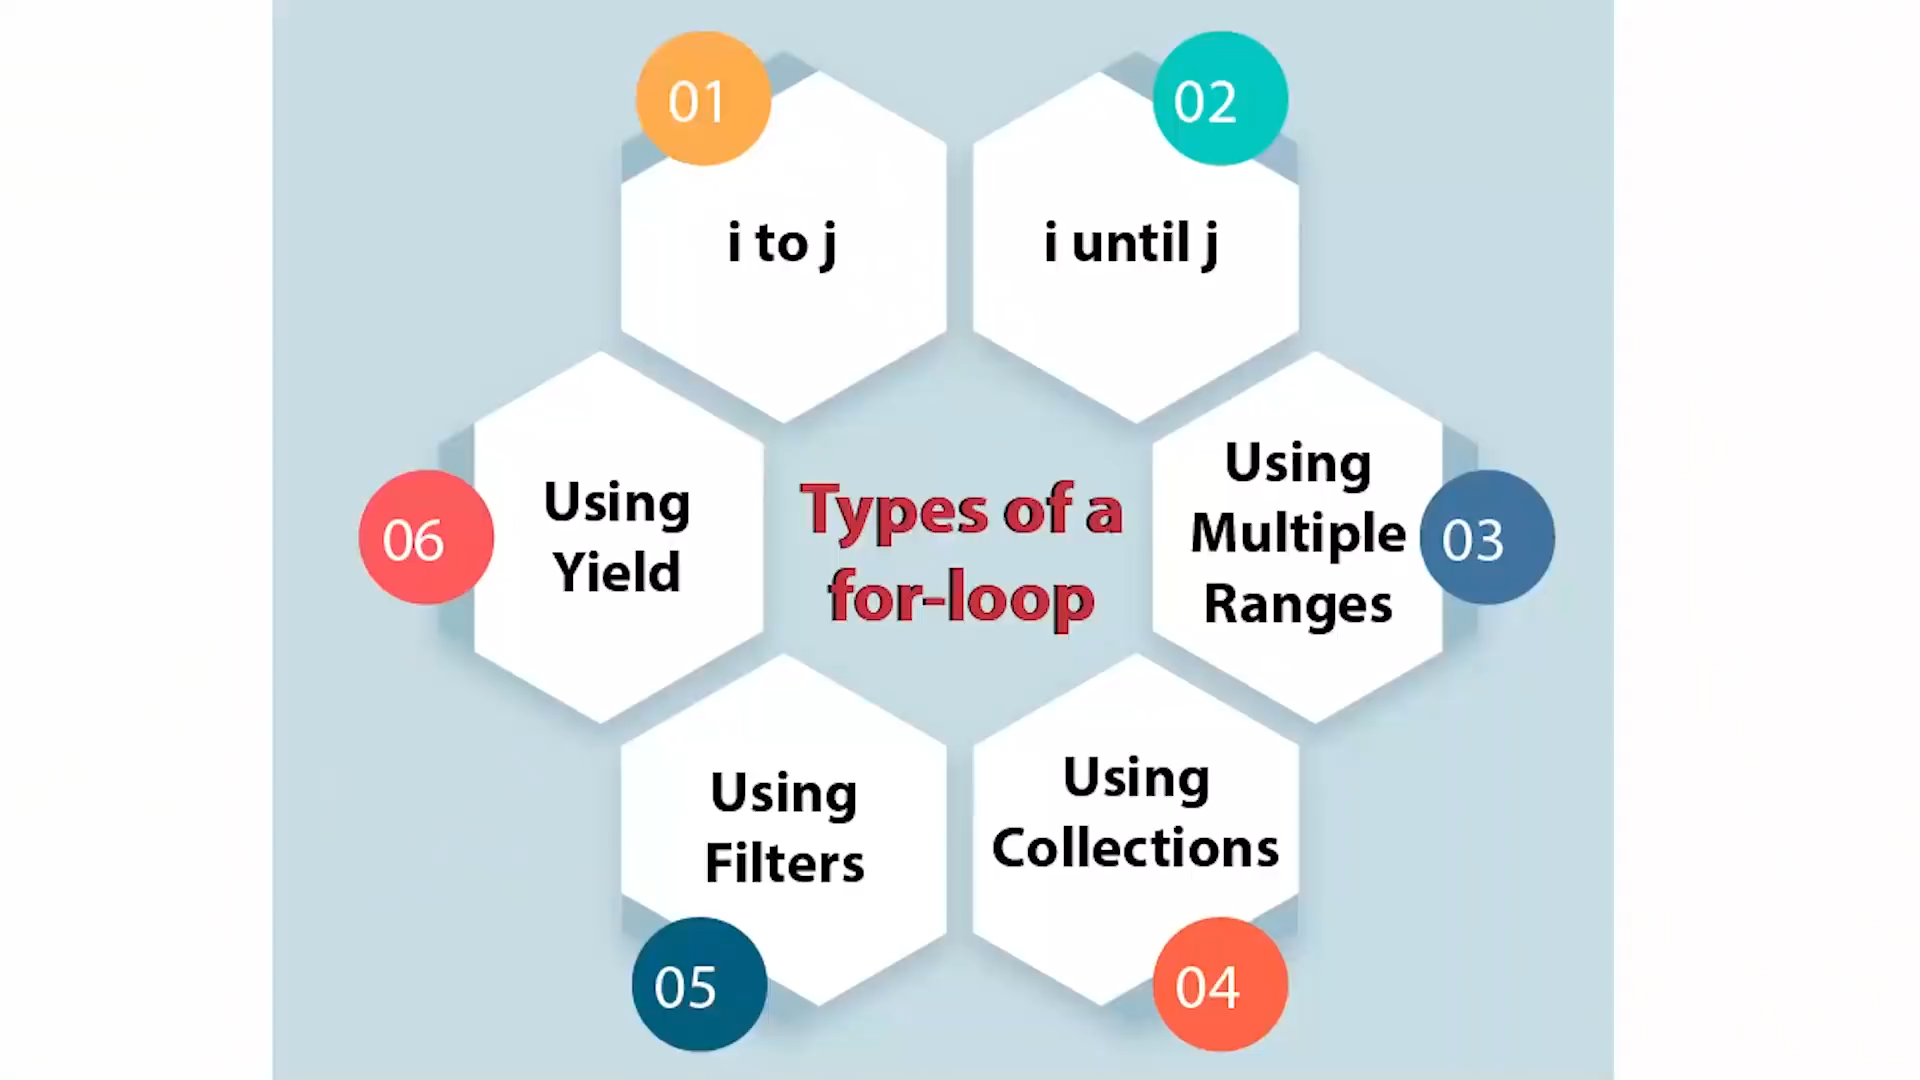 Types of a
for-loop
01
i to j
02
i until j
03
Using
Multiple
Ranges
04
Using
Collections
05
Using
Filters
06
Using
Yield